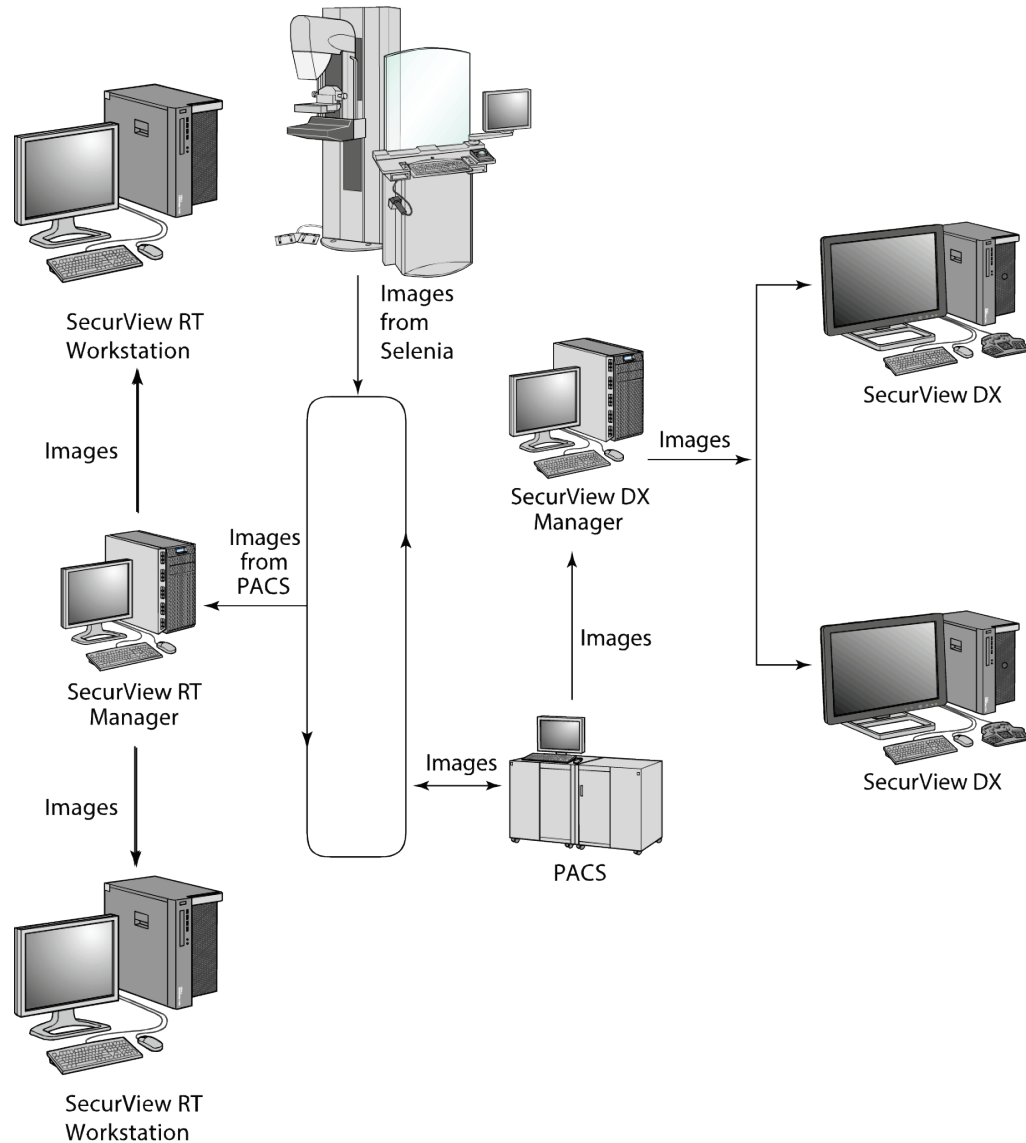 Images
from
Selenia
SecurView RT
Workstation
SecurView DX
Images
Images
SecurView DX
Manager
Images
from
PACS
Images
SecurView RT
Manager
Images
SecurView DX
Images
PACS
SecurView RT
Workstation